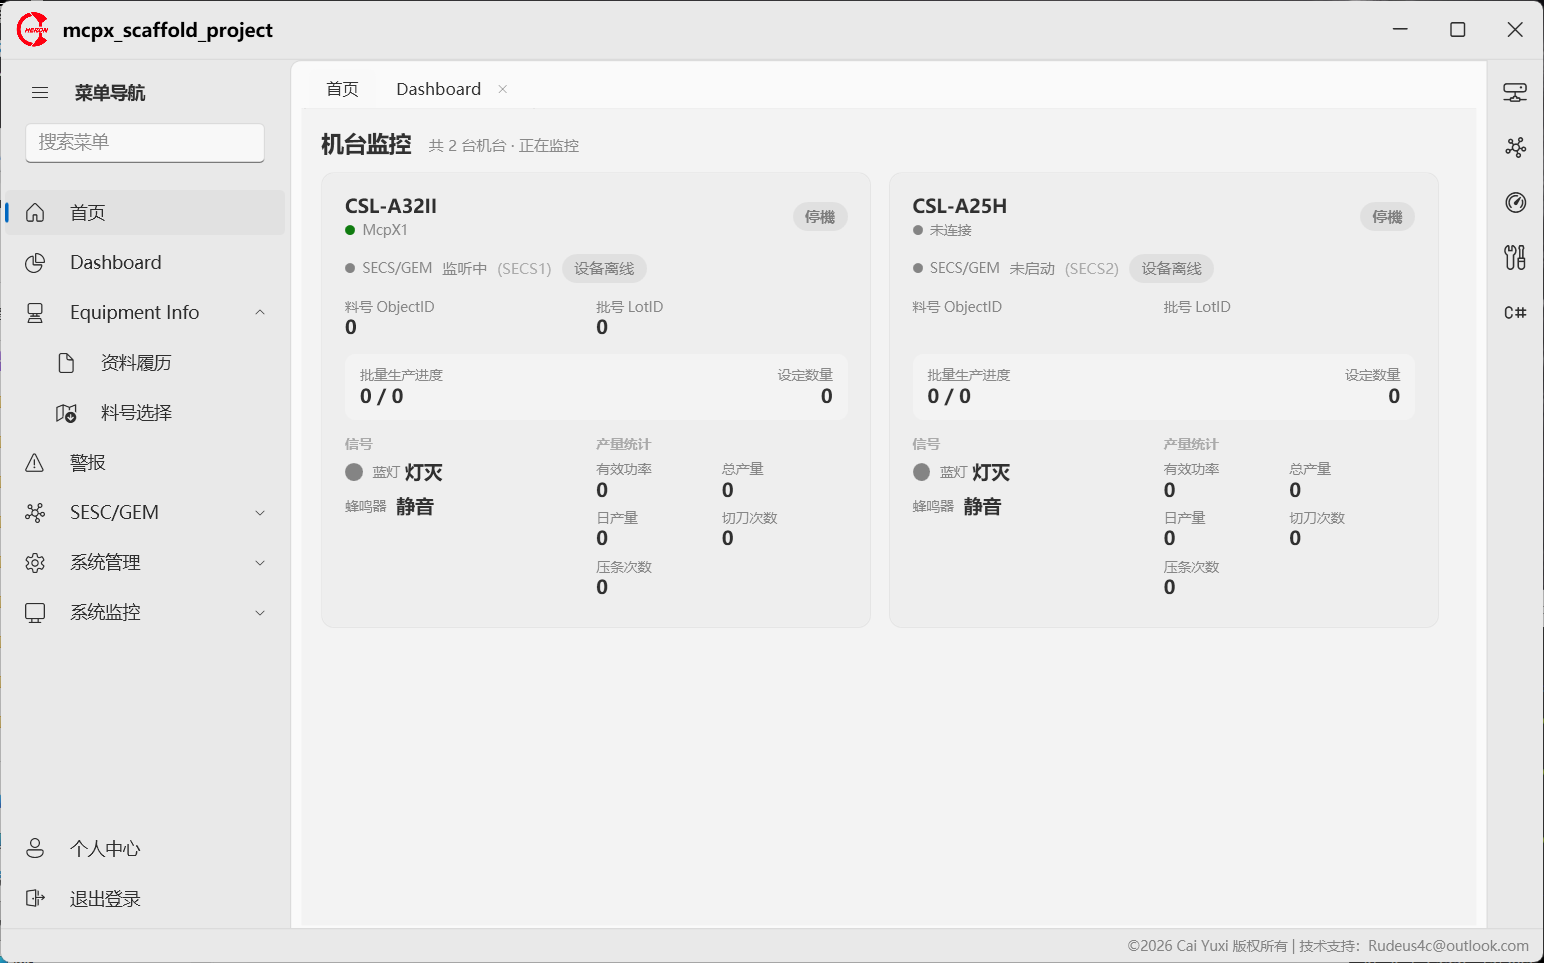 HERON
mcpx_scaffold_project
菜单导航
搜索菜单
首页
Dashboard
Equipment Info
资料履历
料号选择
警报
SESC/GEM
系统管理
系统监控
个人中心
退出登录
首页 Dashboard
机台监控 共 2 台机台 · 正在监控
CSL-A32II
停機
McpX1
SECS/GEM 监听中 (SECS1) 设备离线
料号 ObjectID 批号 LotID
0 0
批量生产进度 设定数量
0 / 0 0
信号 产量统计
蓝灯 灯灭
蜂鸣器 静音
有效功率 总产量
0 0
日产量 切刀次数
0 0
压条次数
0
CSL-A25H
停機
未连接
SECS/GEM 未启动 (SECS2) 设备离线
料号 ObjectID 批号 LotID
批量生产进度 设定数量
0 / 0 0
信号 产量统计
蓝灯 灯灭
蜂鸣器 静音
有效功率 总产量
0 0
日产量 切刀次数
0 0
压条次数
0
C#
©2026 Cai Yuxi 版权所有 | 技术支持：Rudeus4c@outlook.com